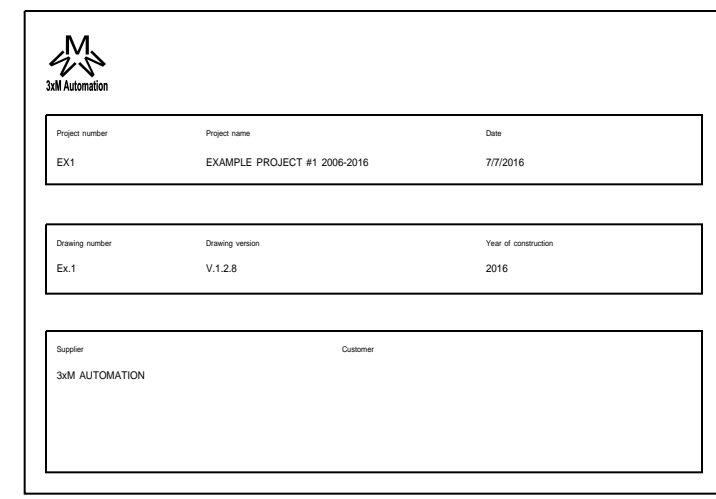 M
3xM Automation
Project number Project name Date
EX1 EXAMPLE PROJECT #1 2006-2016 7/7/2016
Drawing number Drawing version Year of construction
Ex.1 V.1.2.8 2016
Supplier Customer
3xM AUTOMATION